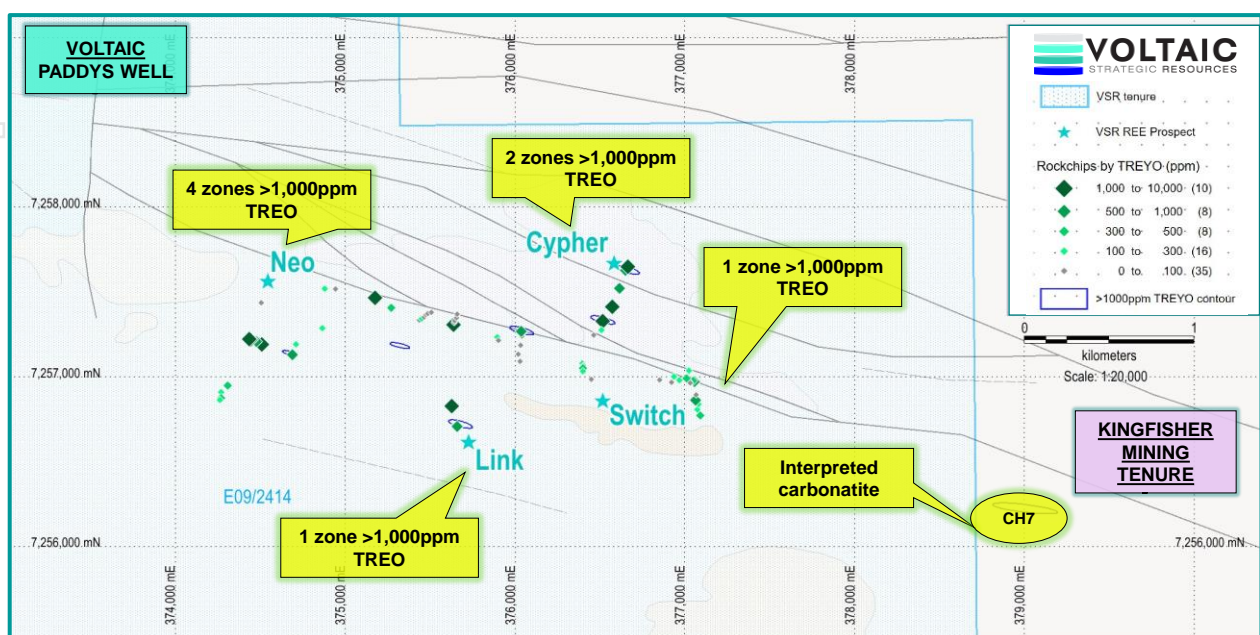 VOLTAIC
PADDYS WELL
374,000 mE
375,000 mE
376,000 mE
377,000 mE
378,000 mE
VOLTAIC
STRATEGIC RESOURCES
VSR tenure
VSR REE Prospect
Rockchips by TREYO (ppm)
1,000 to 10,000 (10)
500 to 1,000 (8)
300 to 500 (8)
100 to 300 (16)
0 to 100 (35)
>1000ppm TREYO contour
0 1
kilometers
Scale: 1:20,000
7,258,000 mN
4 zones >1,000ppm
TREO
2 zones >1,000ppm
TREO
1 zone >1,000ppm
TREO
Neo
Cypher
7,257,000 mN
Switch
Link
E09/2414
1 zone >1,000ppm
TREO
Interpreted
carbonatite
KINGFISHER
MINING
TENURE
CH7
7,256,000 mN
7,256,000 mN
374,000 mE
375,000 mE
376,000 mE
377,000 mE
378,000 mE
379,000 mE